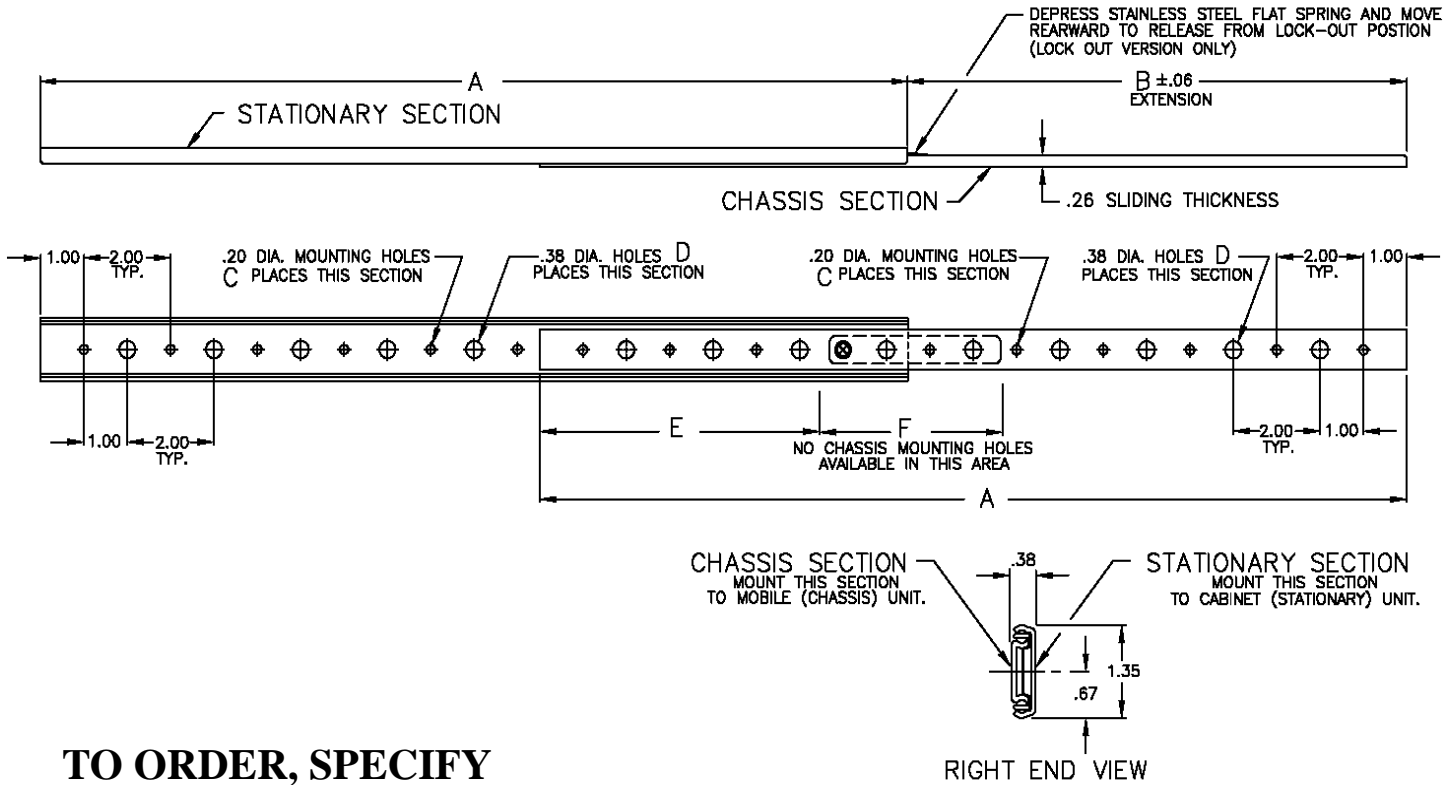 DEPRESS STAINLESS STEEL FLAT SPRING AND MOVE
REARWARD TO RELEASE FROM LOCK-OUT POSTION
(LOCK OUT VERSION ONLY)
A
B ±.06
EXTENSION
STATIONARY SECTION
CHASSIS SECTION
.26 SLIDING THICKNESS
1.00
2.00
TYP.
.20 DIA. MOUNTING HOLES
C PLACES THIS SECTION
.38 DIA. HOLES D
PLACES THIS SECTION
.20 DIA. MOUNTING HOLES
C PLACES THIS SECTION
.38 DIA. HOLES D
PLACES THIS SECTION
2.00
TYP.
1.00
1.00
2.00
TYP.
E
F
NO CHASSIS MOUNTING HOLES
AVAILABLE IN THIS AREA
2.00
TYP.
1.00
A
CHASSIS SECTION
MOUNT THIS SECTION
TO MOBILE (CHASSIS) UNIT.
.38
STATIONARY SECTION
MOUNT THIS SECTION
TO CABINET (STATIONARY) UNIT.
1.35
.67
RIGHT END VIEW
TO ORDER, SPECIFY